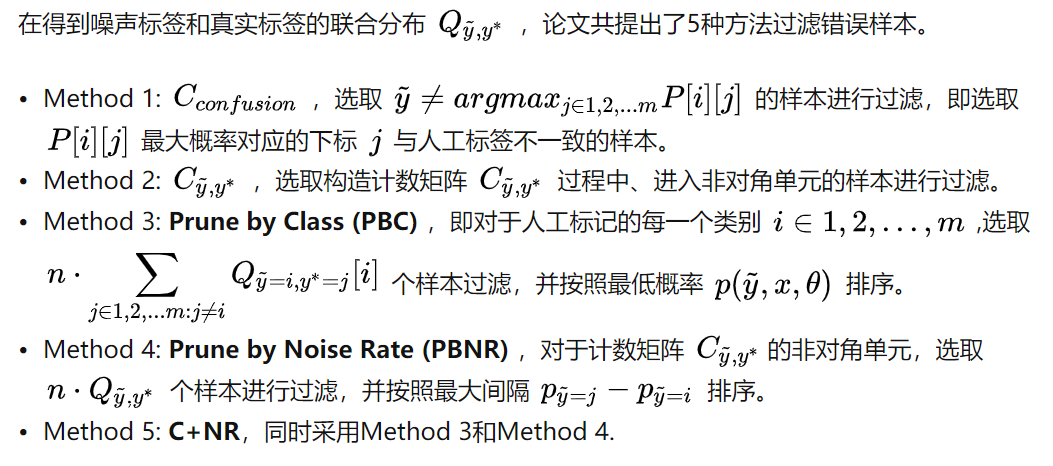 在得到噪声标签和真实标签的联合分布 $Q_{\tilde{y},y^*}$ ，论文共提出了5种方法过滤错误样本。
• Method 1: $C_{confusion}$ ，选取 $\tilde{y} \neq argmax_{j\in 1,2,...m}P[i][j]$ 的样本进行过滤，即选取
$P[i][j]$ 最大概率对应的下标 $j$ 与人工标签不一致的样本。
• Method 2: $C_{\tilde{y},y^*}$ ，选取构造计数矩阵 $C_{\tilde{y},y^*}$ 过程中、进入非对角单元的样本进行过滤。
• Method 3: Prune by Class (PBC) ，即对于人工标记的每一个类别 $i \in 1,2,...,m$ ,选取
$n \cdot \sum_{j\in 1,2,...m:j\neq i} Q_{\tilde{y}=i,y^*=j}[i]$ 个样本过滤，并按照最低概率 $p(\tilde{y},x,\theta)$ 排序。
• Method 4: Prune by Noise Rate (PBNR) ，对于计数矩阵 $C_{\tilde{y},y^*}$ 的非对角单元，选取
$n \cdot Q_{\tilde{y},y^*}$ 个样本进行过滤，并按照最大间隔 $p_{\tilde{y}=j} - p_{\tilde{y}=i}$ 排序。
• Method 5: C+NR，同时采用Method 3和Method 4.